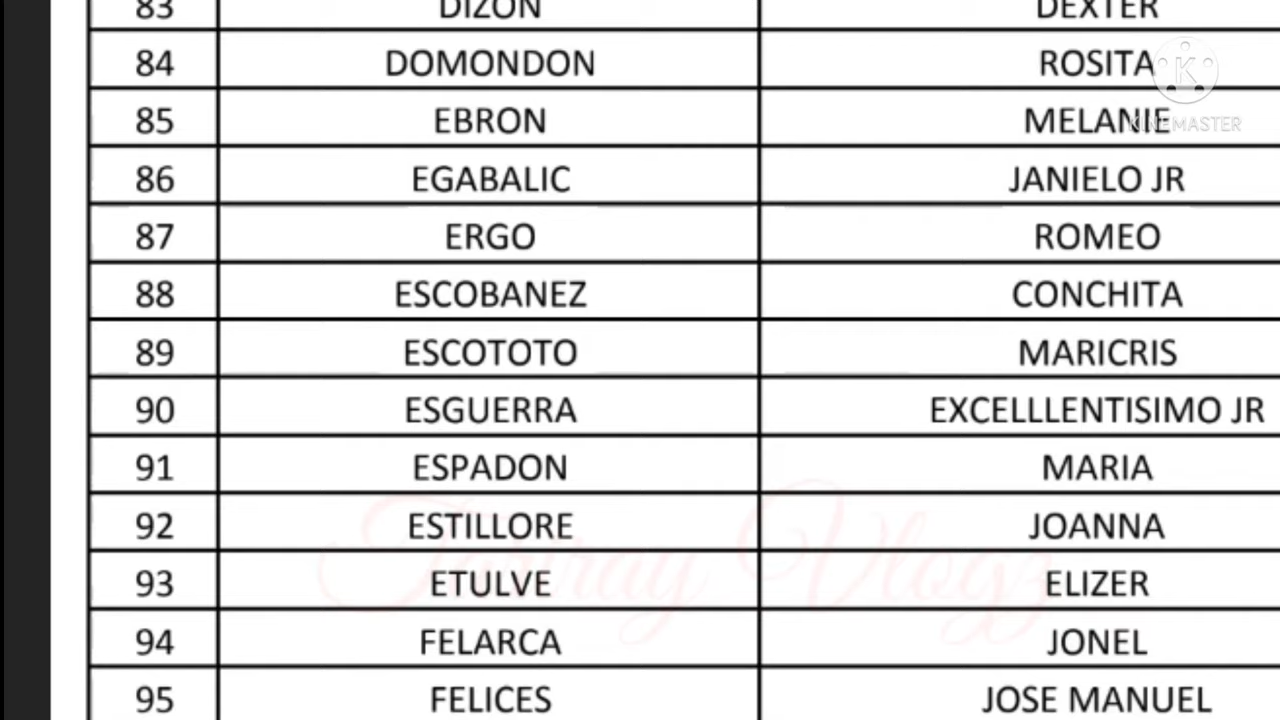 83 DIZON DEXTER
84 DOMONDON ROSITA
85 EBRON MELANIE
KINEMASTER
86 EGABALIC JANIELO JR
87 ERGO ROMEO
88 ESCOBANEZ CONCHITA
89 ESCOTOTO MARICRIS
90 ESGUERRA EXCELLLENTISIMO JR
91 ESPADON MARIA
92 ESTILLORE JOANNA
93 ETULVE ELIZER
Vlogz
94 FELARCA JONEL
95 FELICES JOSE MANUEL